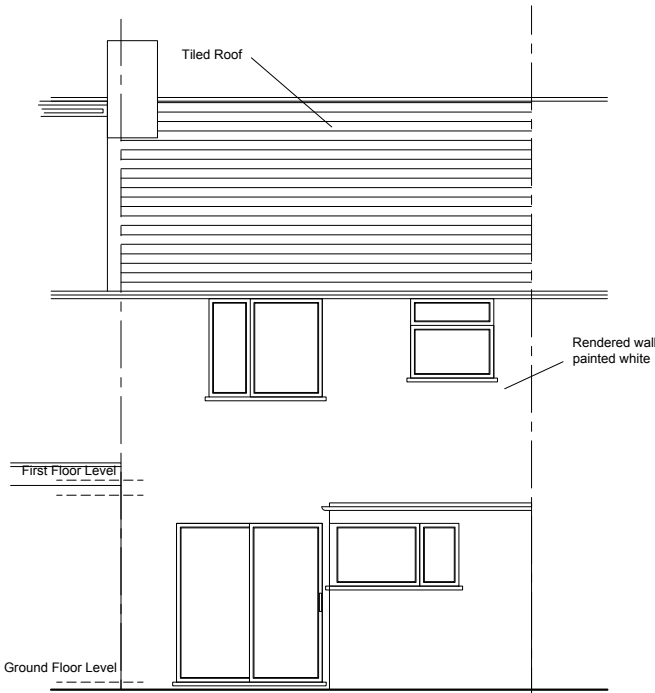 Tiled Roof
Rendered wall
painted white
First Floor Level
Ground Floor Level